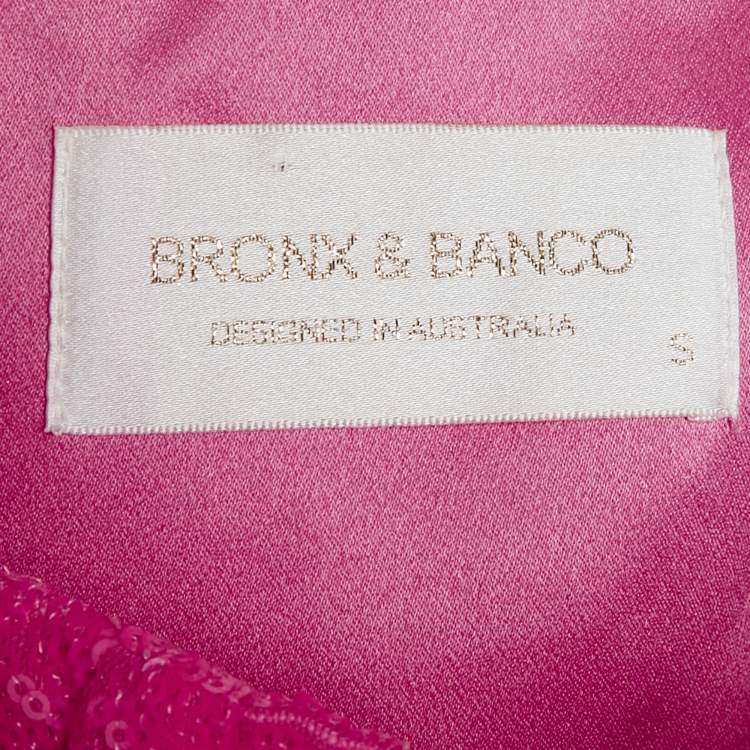 BRONX & BANCO
DESIGNED IN AUSTRALIA
S